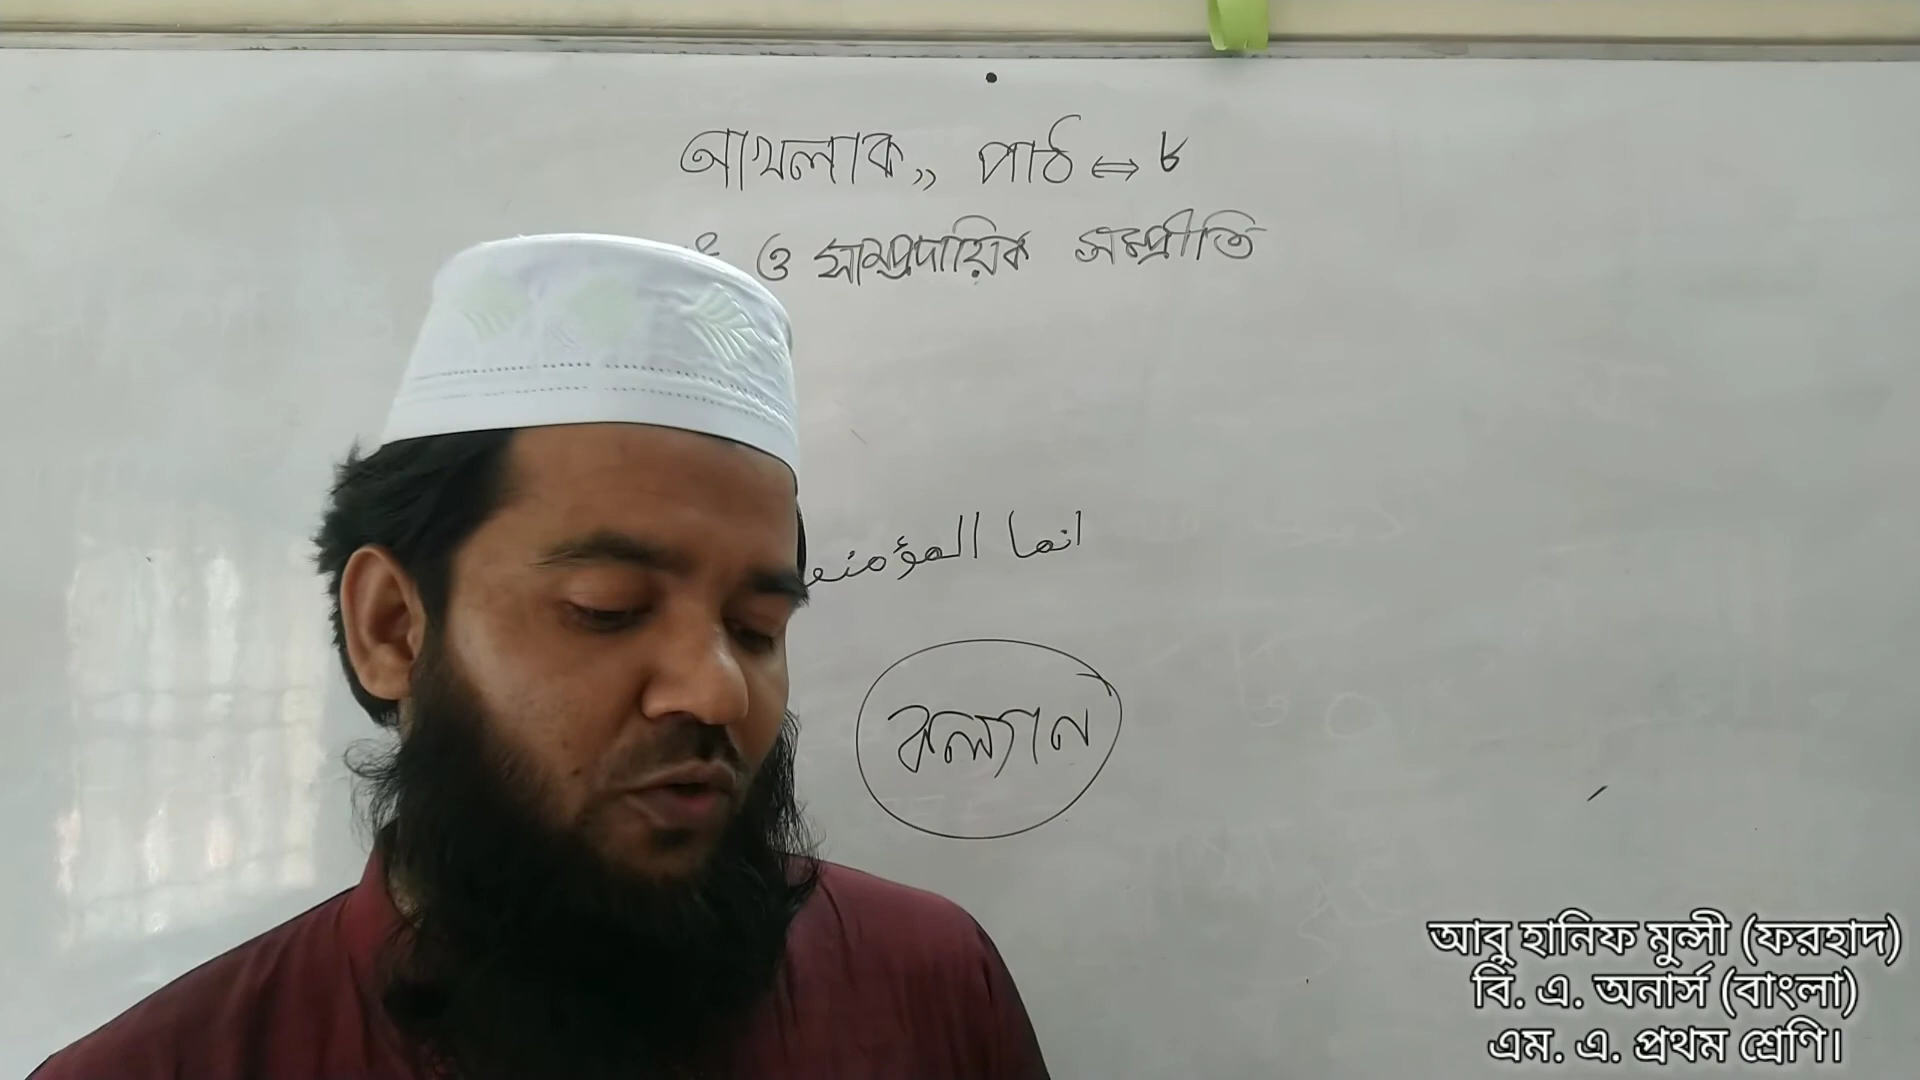 আখলাক,, পাঠ ⇔ ৮
ও সাম্প্রদায়িক সম্প্রীতি
انما المؤمنو
কল্যাণ
আবু হানিফ মুন্সী (ফরহাদ)
বি. এ. অনার্স (বাংলা)
এম. এ. প্রথম শ্রেণি।